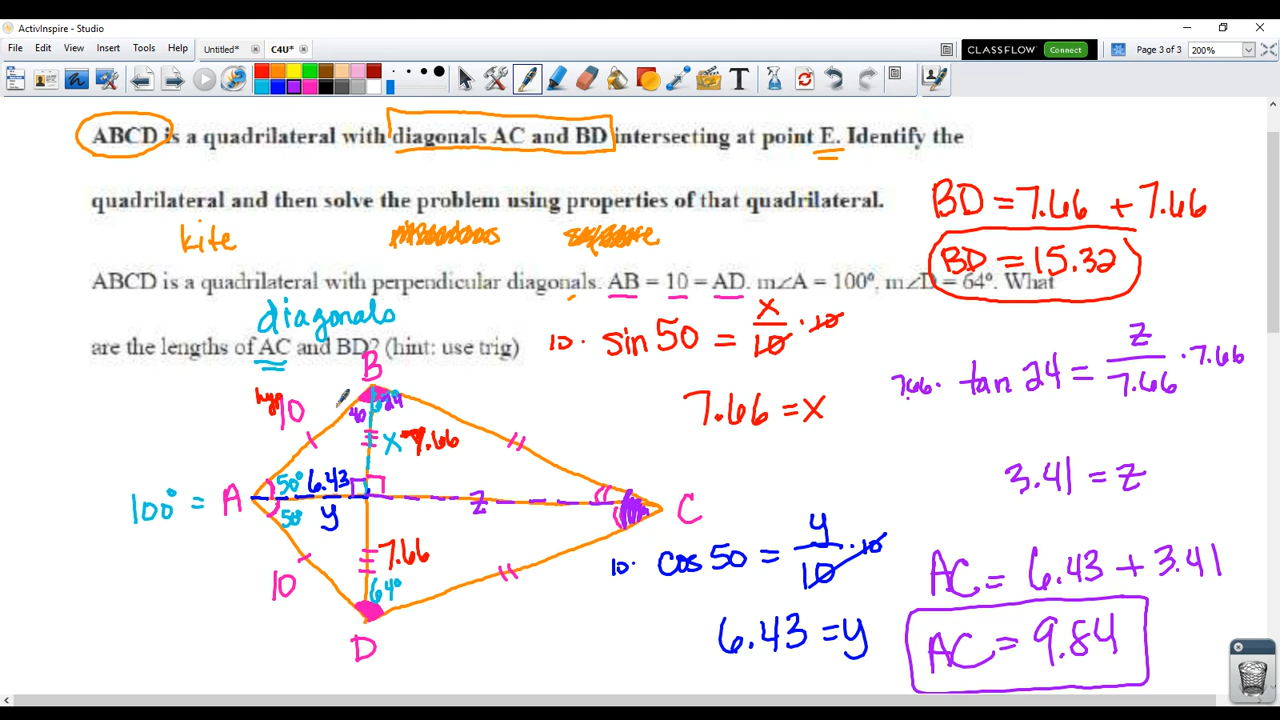 ActivInspire - Studio
File Edit View Insert Tools Help Untitled* C4U* CLASSFLOW Connect Page 3 of 3 200%
ABCD is a quadrilateral with diagonals AC and BD intersecting at point E. Identify the
quadrilateral and then solve the problem using properties of that quadrilateral.
kite
ABCD is a quadrilateral with perpendicular diagonals. AB = 10 = AD. m∠A = 100°, m∠D = 64°. What
diagonals
are the lengths of AC and BD? (hint: use trig)
BD = 7.66 + 7.66
BD = 15.32
10· sin 50 = x/10 · 10
7.66 = x
7.66· tan 24 = z/7.66 · 7.66
3.41 = z
B
hyp 10
40 24
x 7.66
100° = A 50° 6.43
50° y z C
7.66
10 64°
D
10· cos 50 = y/10 · 10
6.43 = y
AC = 6.43 + 3.41
AC = 9.84